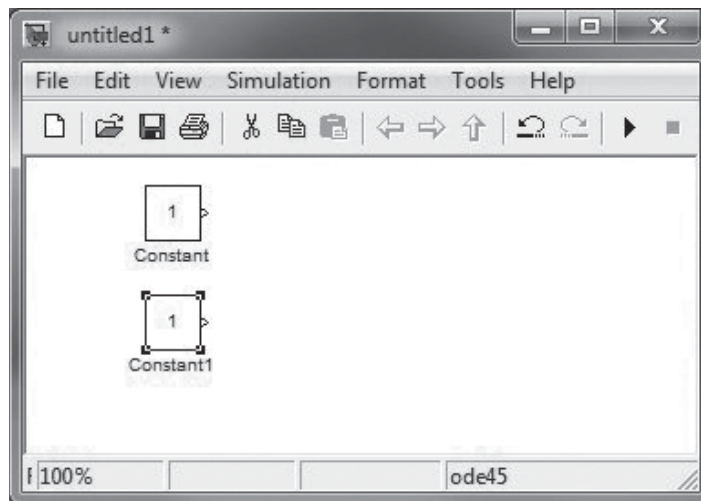 untitled1 *
File Edit View Simulation Format Tools Help
1
Constant
1
Constant1
100% ode45